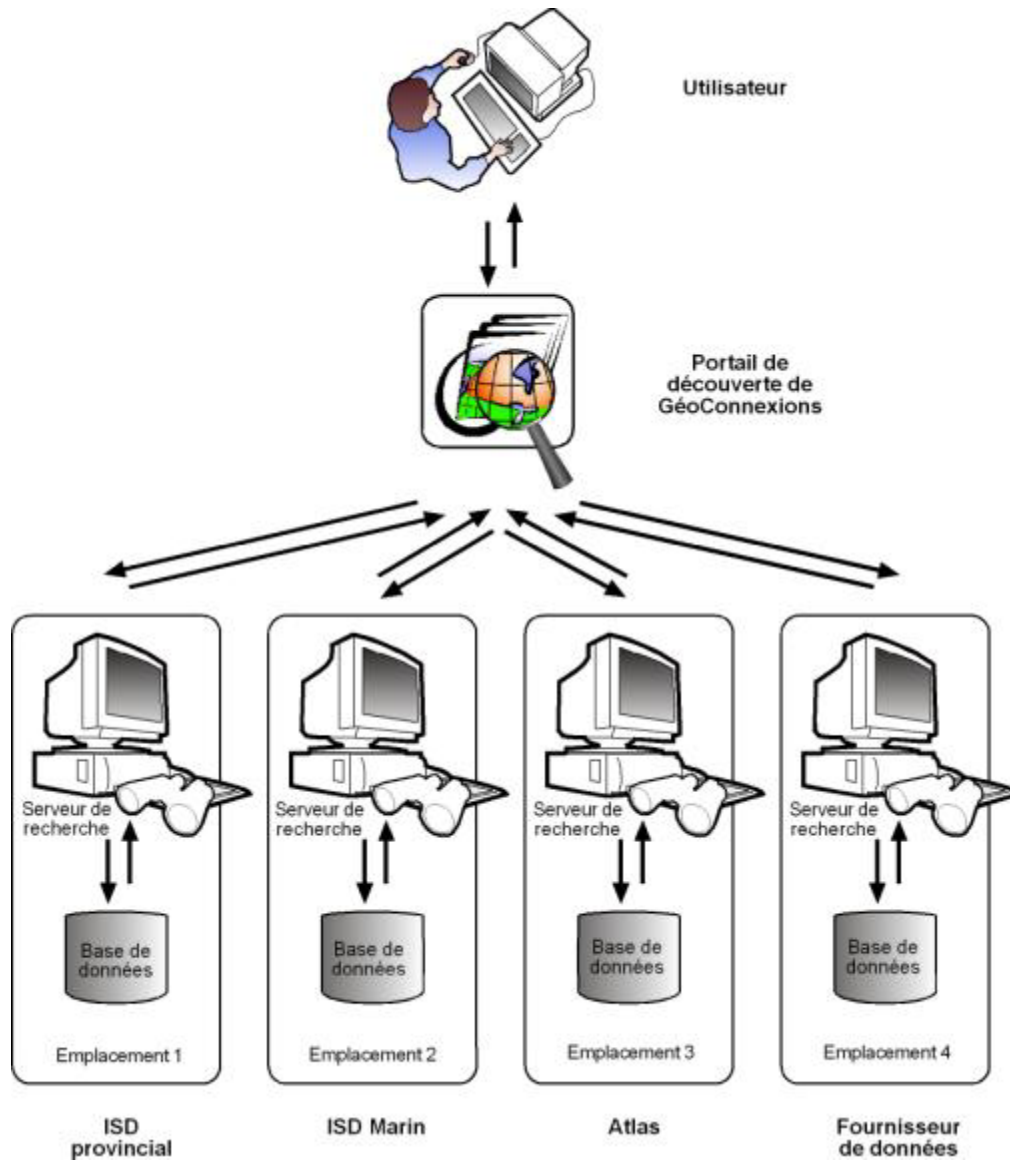 Utilisateur
Portail de
découverte de
GéoConnexions
Serveur de
recherche
Base de
données
Emplacement 1
ISD
provincial
Serveur de
recherche
Base de
données
Emplacement 2
ISD Marin
Serveur de
recherche
Base de
données
Emplacement 3
Atlas
Serveur de
recherche
Base de
données
Emplacement 4
Fournisseur
de données